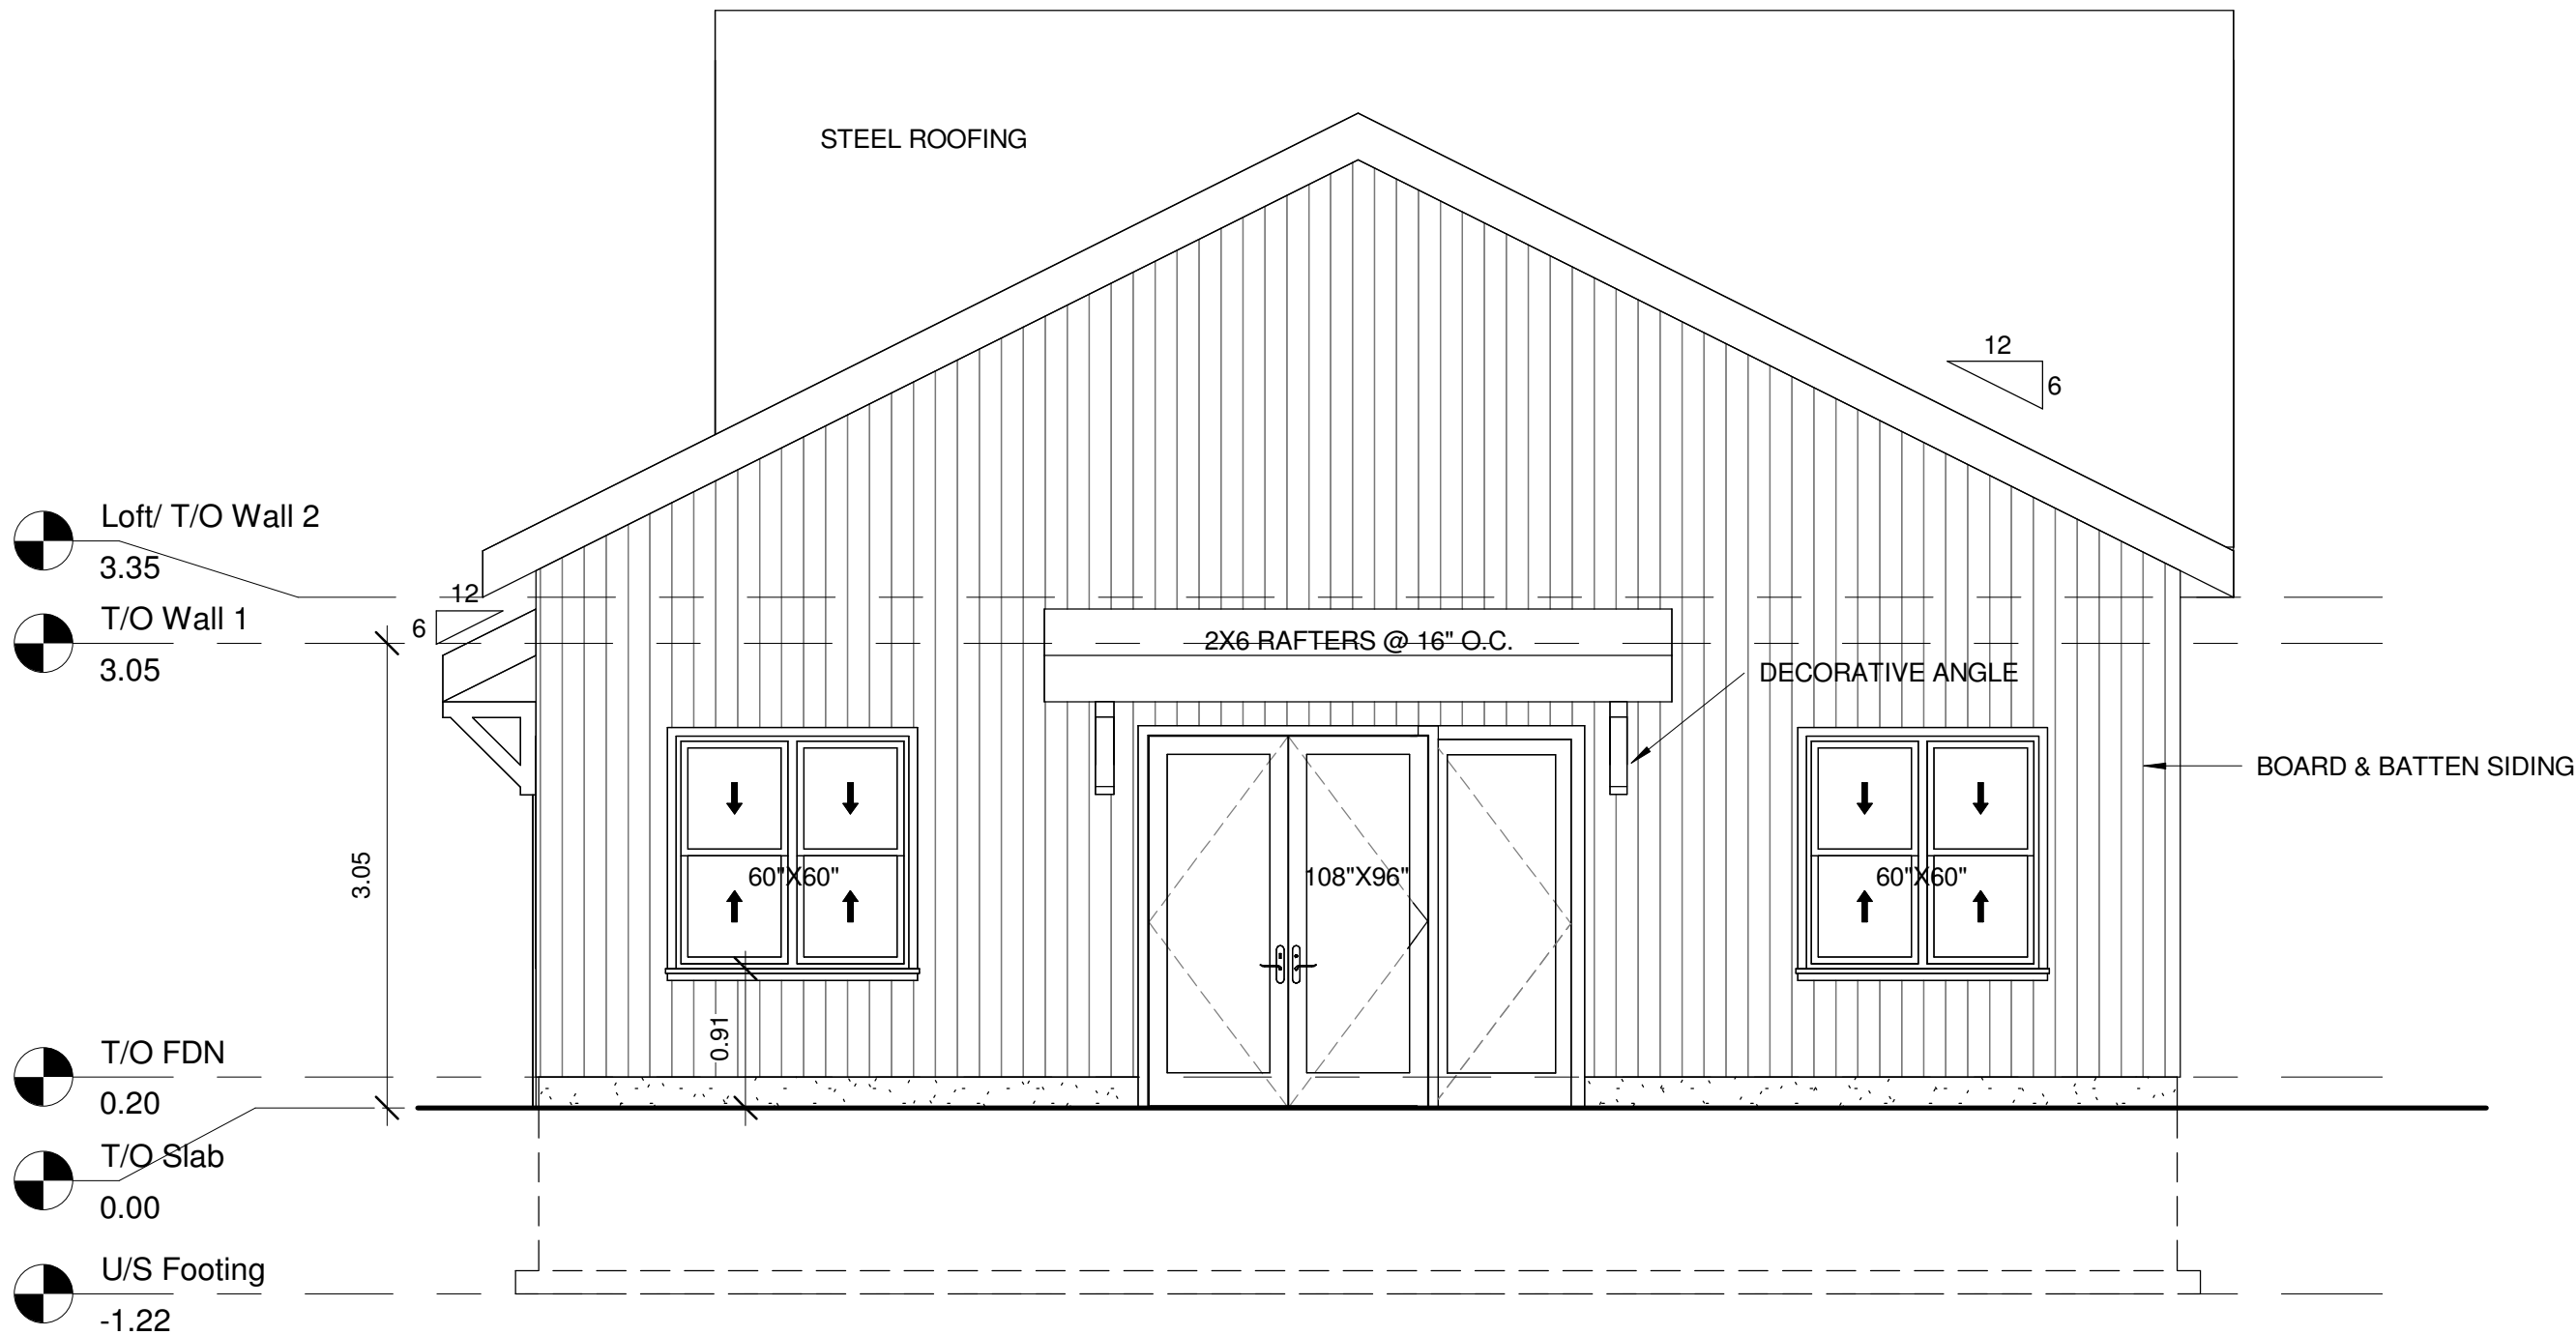 STEEL ROOFING
12
6
Loft/ T/O Wall 2
3.35
12
6
T/O Wall 1
3.05
2X6 RAFTERS @ 16" O.C.
DECORATIVE ANGLE
BOARD & BATTEN SIDING
3.05
60"X60"
108"X96"
60"X60"
0.91
T/O FDN
0.20
T/O Slab
0.00
U/S Footing
-1.22